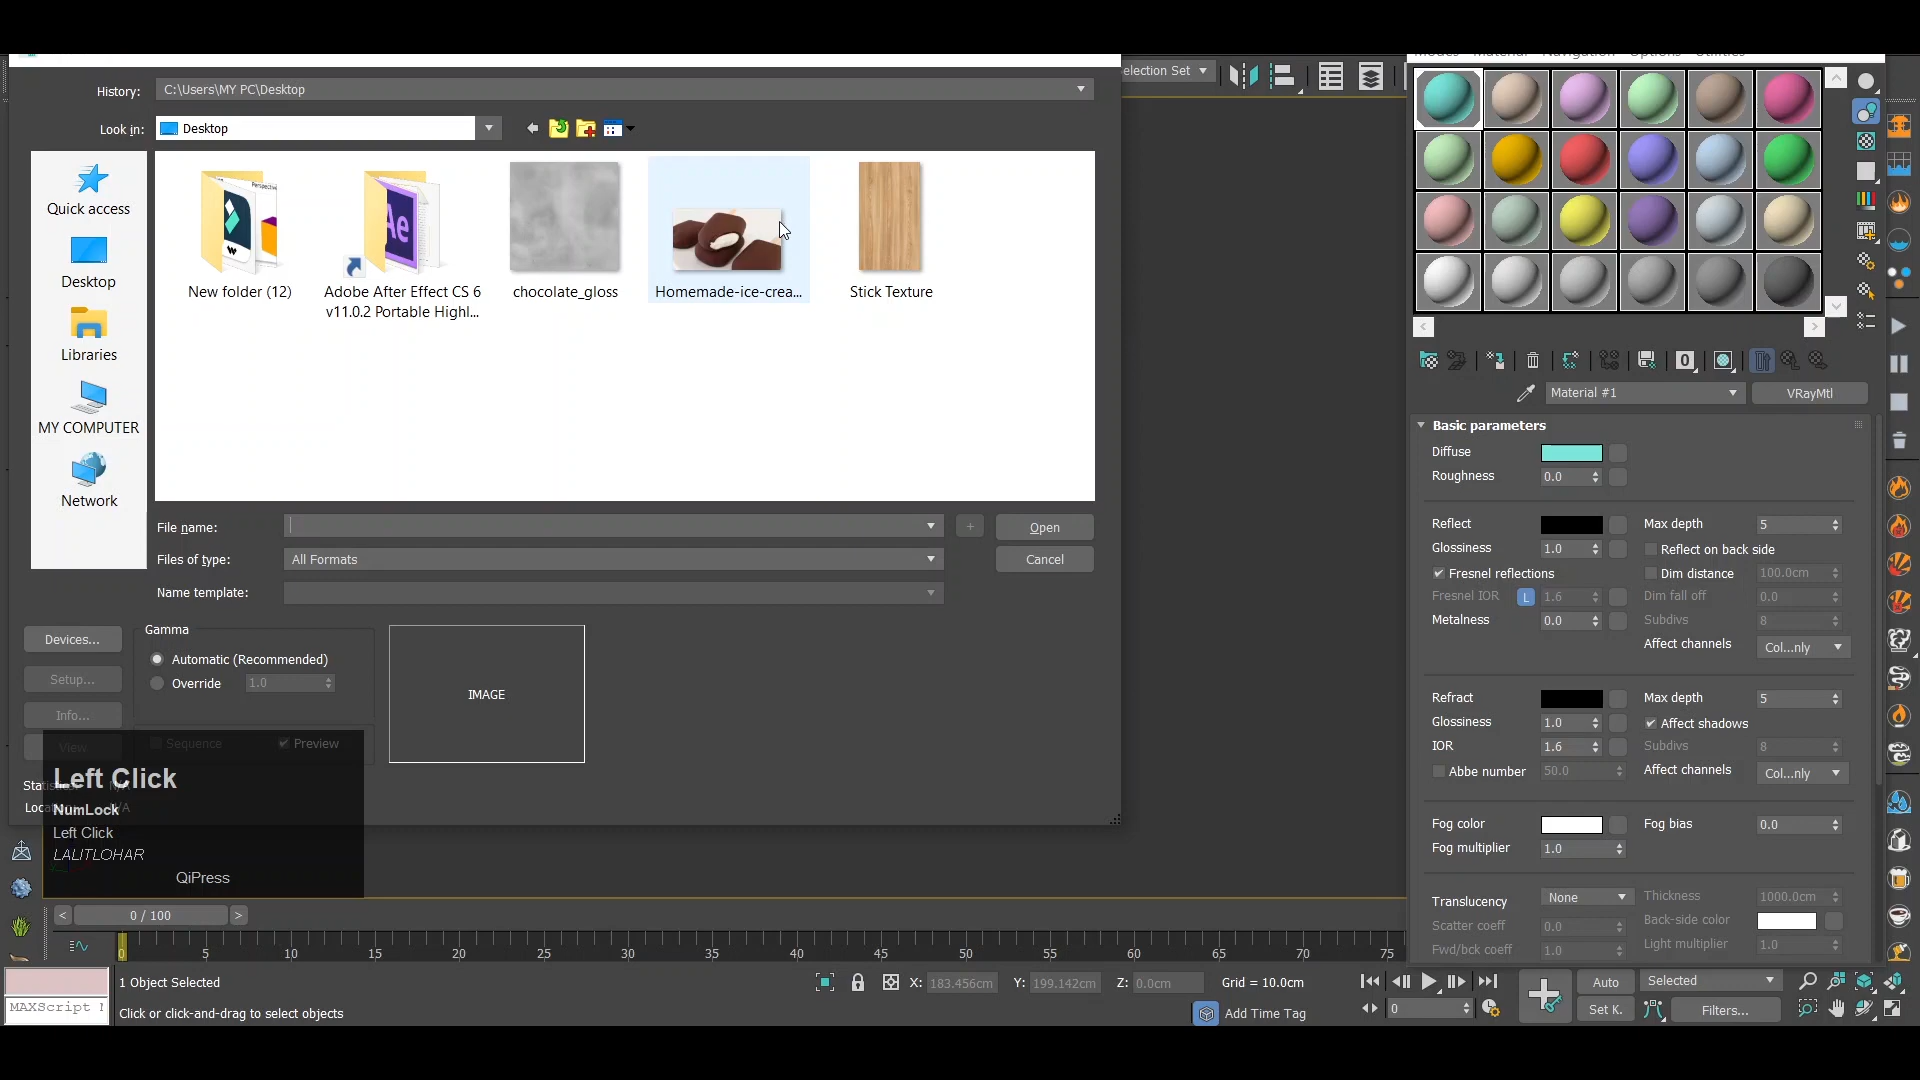 History:
C:\Users\MY PC\Desktop
Look in:
Desktop
Quick access
Desktop
Libraries
MY COMPUTER
Network
New folder (12)
Adobe After Effect CS 6
v11.0.2 Portable Highl...
chocolate_gloss
Homemade-ice-crea...
Stick Texture
File name:
Open
Files of type:
All Formats
Cancel
Name template:
Devices...
Setup...
Info...
View
Gamma
Automatic (Recommended)
Override
1.0
Sequence
Preview
IMAGE
N/A
N/A
Left Click
NumLock
Left Click
LALITLOHAR
QiPress
election Set
Material #1
VRayMtl
Basic parameters
Diffuse
Roughness
0.0
Reflect
Max depth
5
Glossiness
1.0
Reflect on back side
Fresnel reflections
Dim distance
100.0cm
Fresnel IOR
L
1.6
Dim fall off
0.0
Metalness
0.0
Subdivs
8
Affect channels
Col...nly
Refract
Max depth
5
Glossiness
1.0
Affect shadows
IOR
1.6
Subdivs
8
Abbe number
50.0
Affect channels
Col...nly
Fog color
Fog bias
0.0
Fog multiplier
1.0
Translucency
None
Thickness
1000.0cm
Scatter coeff
0.0
Back-side color
Fwd/bck coeff
1.0
Light multiplier
1.0
< 0 / 100 >
0 5 10 15 20 25 30 35 40 45 50 55 60 65 70 75
1 Object Selected
X: 183.456cm
Y: 199.142cm
Z: 0.0cm
Grid = 10.0cm
Auto
Selected
MAXScript
Click or click-and-drag to select objects
Add Time Tag
0
Set K.
Filters...